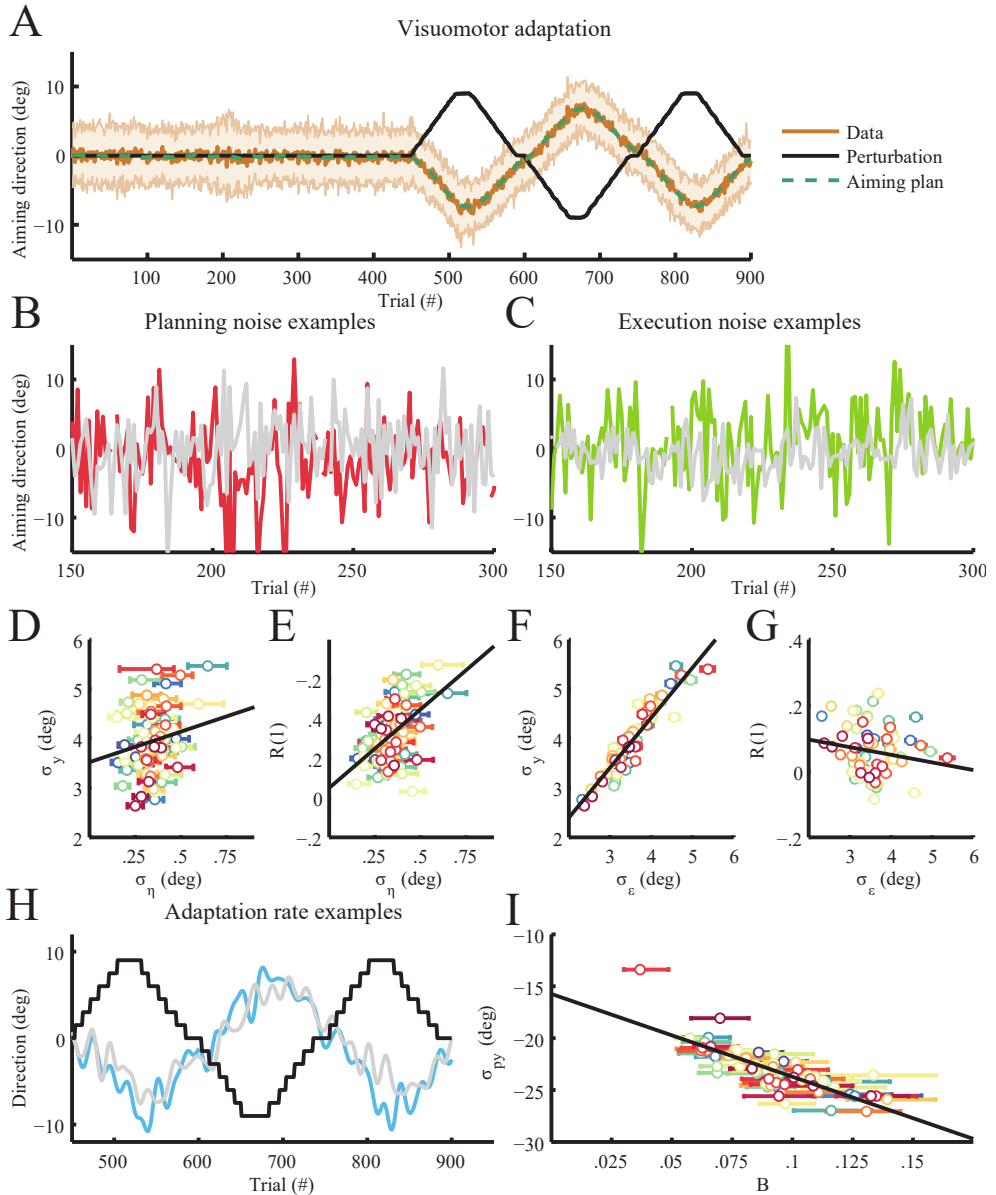 A
Visuomotor adaptation
Aiming direction (deg)
10
0
−10
100 200 300 400 500 600 700 800 900
Trial (#)
Data
Perturbation
Aiming plan
B
Planning noise examples
Aiming direction (deg)
10
0
−10
150 200 250 300
Trial (#)
C
Execution noise examples
10
0
−10
150 200 250 300
Trial (#)
D
σy (deg)
6
5
4
3
2
.25 .5 .75
ση (deg)
E
R(1)
−.2
.4
.2
0
−.2
.25 .5 .75
ση (deg)
F
σy (deg)
6
5
4
3
2
3 4 5 6
σε (deg)
G
R(1)
.4
.2
0
−.2
3 4 5 6
σε (deg)
H
Adaptation rate examples
Direction (deg)
10
0
−10
500 600 700 800 900
Trial (#)
I
σpy (deg)
−10
−15
−20
−25
−30
.025 .05 .075 .1 .125 .15
B